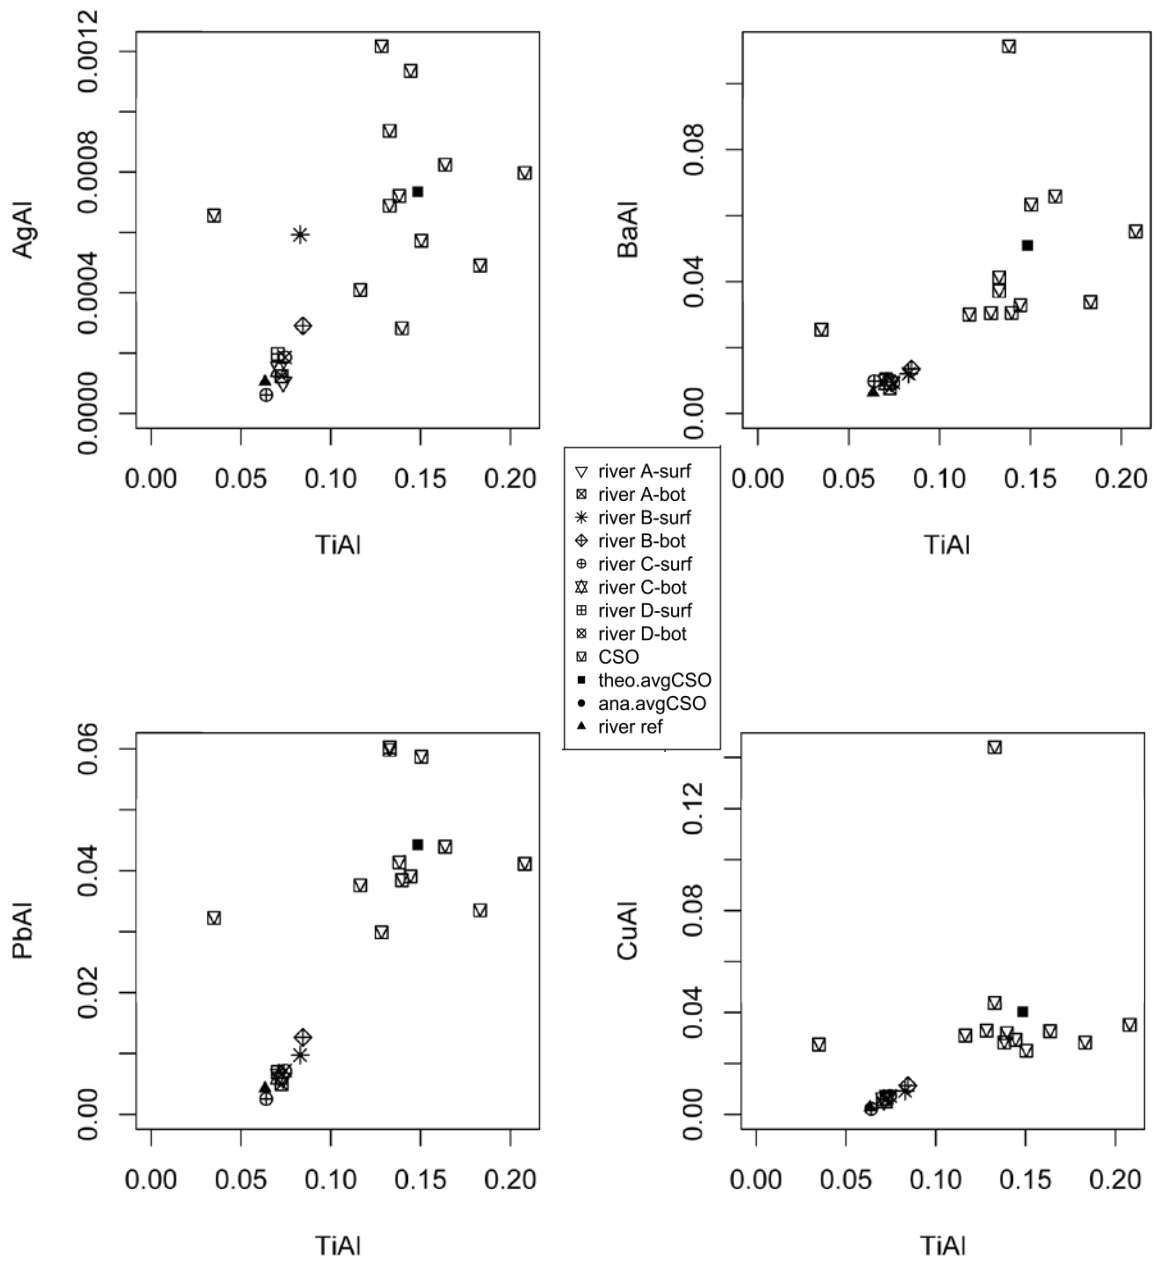 0.0012
0.0008
0.0004
0.0000
AgAl
0.00 0.05 0.10 0.15 0.20
TiAl
0.08
0.04
0.00
BaAl
0.00 0.05 0.10 0.15 0.20
TiAl
river A-surf
river A-bot
river B-surf
river B-bot
river C-surf
river C-bot
river D-surf
river D-bot
CSO
theo.avgCSO
ana.avgCSO
river ref
0.06
0.04
0.02
0.00
PbAl
0.00 0.05 0.10 0.15 0.20
TiAl
0.12
0.08
0.04
0.00
CuAl
0.00 0.05 0.10 0.15 0.20
TiAl